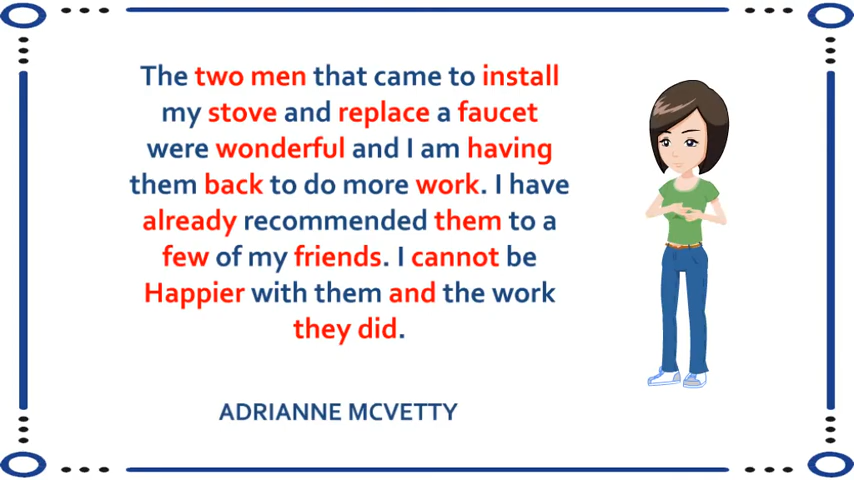 The two men that came to install
my stove and replace a faucet
were wonderful and I am having
them back to do more work. I have
already recommended them to a
few of my friends. I cannot be
Happier with them and the work
they did.
ADRIANNE MCVETTY